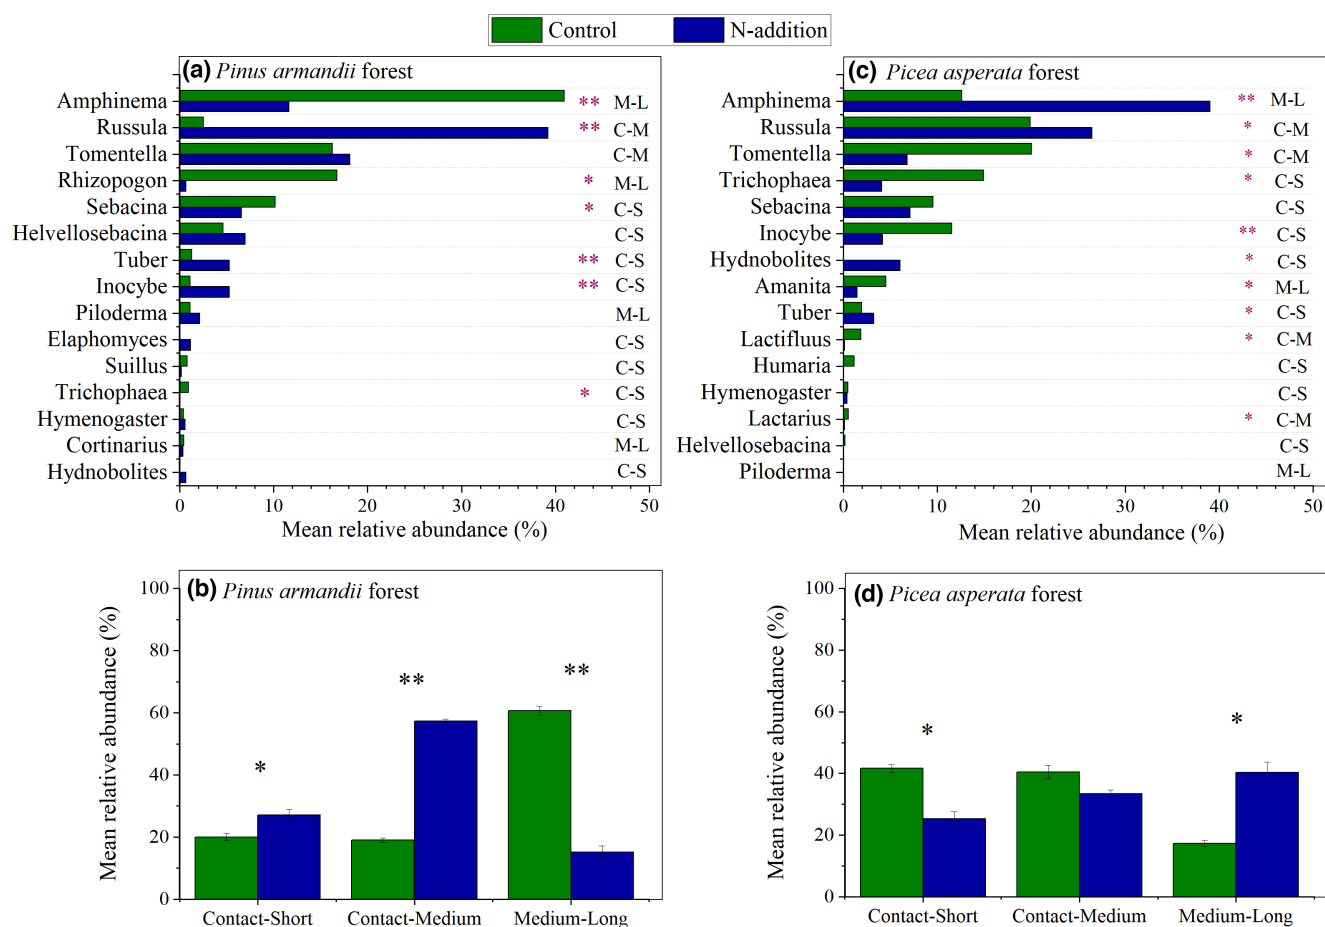 Control N-addition
(a) Pinus armandii forest
Amphinema ** M-L
Russula ** C-M
Tomentella C-M
Rhizopogon * M-L
Sebacina * C-S
Helvellosebacina C-S
Tuber ** C-S
Inocybe ** C-S
Piloderma M-L
Elaphomyces C-S
Suillus C-S
Trichophaea * C-S
Hymenogaster C-S
Cortinarius M-L
Hydnobolites C-S
0 10 20 30 40 50
Mean relative abundance (%)
(c) Picea asperata forest
Amphinema ** M-L
Russula * C-M
Tomentella * C-M
Trichophaea * C-S
Sebacina C-S
Inocybe ** C-S
Hydnobolites * C-S
Amanita * M-L
Tuber * C-S
Lactifluus * C-M
Humaria C-S
Hymenogaster C-S
Lactarius * C-M
Helvellosebacina C-S
Piloderma M-L
0 10 20 30 40 50
Mean relative abundance (%)
(b) Pinus armandii forest
Mean relative abundance (%)
100
80
60
40
20
0
* ** **
Contact-Short Contact-Medium Medium-Long
(d) Picea asperata forest
Mean relative abundance (%)
100
80
60
40
20
0
* *
Contact-Short Contact-Medium Medium-Long